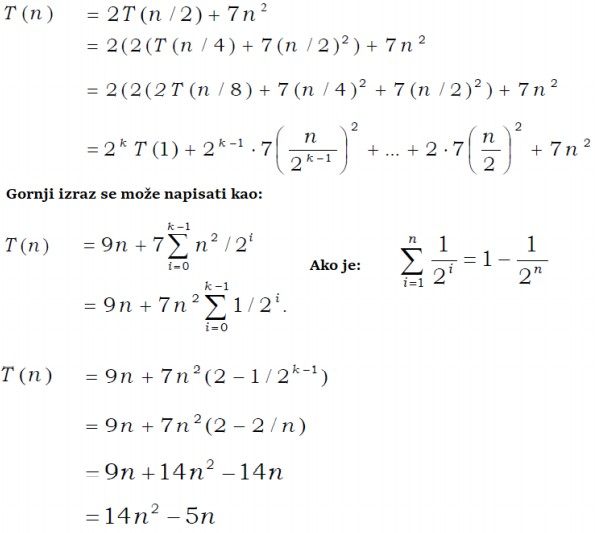 T(n) = 2T(n/2) + 7n²
= 2(2(T(n/4) + 7(n/2)²) + 7n²
= 2(2(2T(n/8) + 7(n/4)² + 7(n/2)²) + 7n²
= 2ᵏT(1) + 2ᵏ⁻¹ · 7(n/2ᵏ⁻¹)² + ... + 2 · 7(n/2)² + 7n²
Gornji izraz se može napisati kao:
T(n) = 9n + 7∑_{i=0}^{k-1} n²/2ⁱ
Ako je: ∑_{i=1}^{n} 1/2ⁱ = 1 − 1/2ⁿ
= 9n + 7n²∑_{i=0}^{k-1} 1/2ⁱ.
T(n) = 9n + 7n²(2 − 1/2ᵏ⁻¹)
= 9n + 7n²(2 − 2/n)
= 9n + 14n² − 14n
= 14n² − 5n